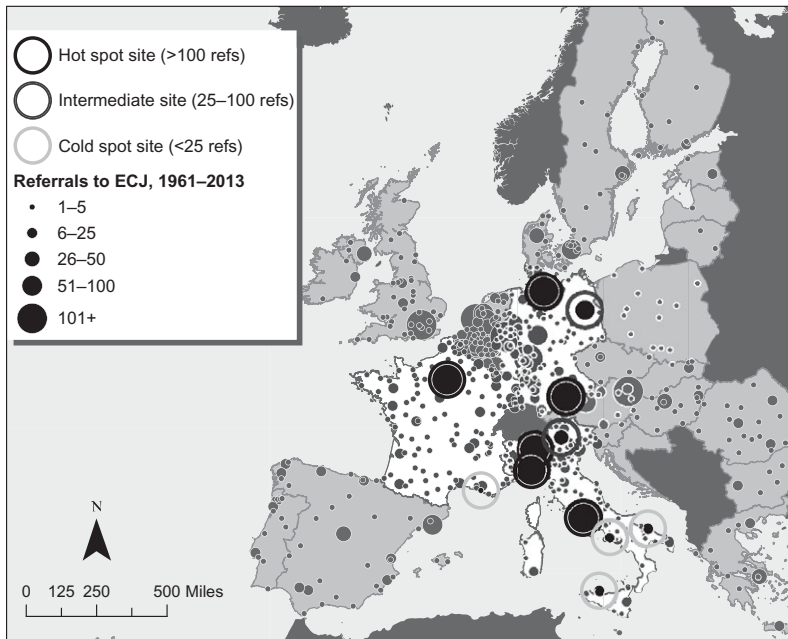 Hot spot site (>100 refs)
Intermediate site (25–100 refs)
Cold spot site (<25 refs)
Referrals to ECJ, 1961–2013
1–5
6–25
26–50
51–100
101+
N
0 125 250 500 Miles